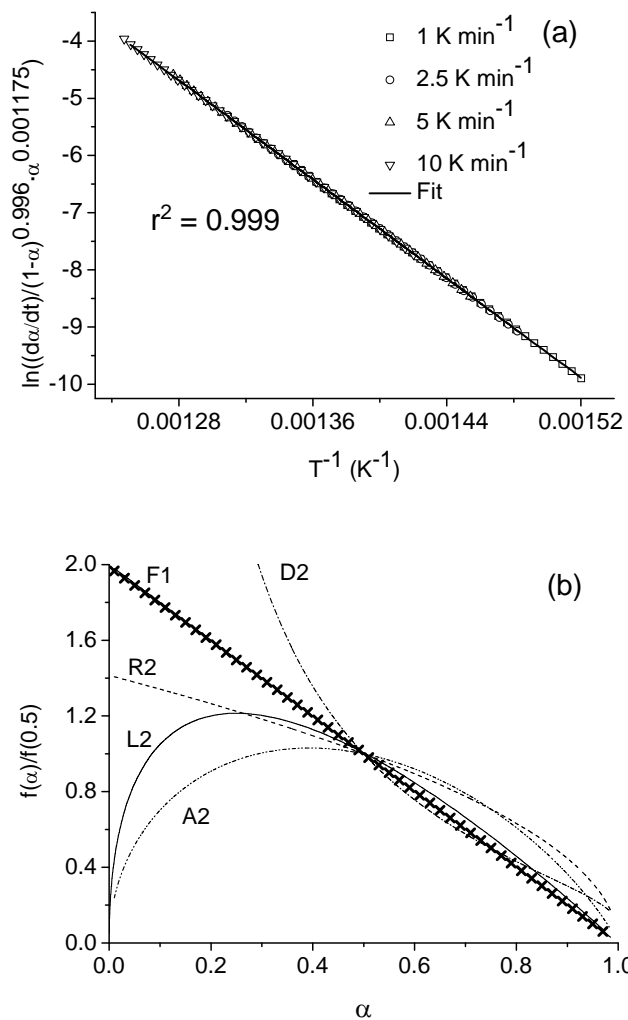 (a)
1 K min⁻¹
2.5 K min⁻¹
5 K min⁻¹
10 K min⁻¹
Fit
r² = 0.999
ln((dα/dt)/(1-α)^0.996·α^0.001175)
-4
-5
-6
-7
-8
-9
-10
0.00128 0.00136 0.00144 0.00152
T⁻¹ (K⁻¹)
(b)
F1
D2
R2
L2
A2
f(α)/f(0.5)
2.0
1.6
1.2
0.8
0.4
0.0
0.0 0.2 0.4 0.6 0.8 1.0
α